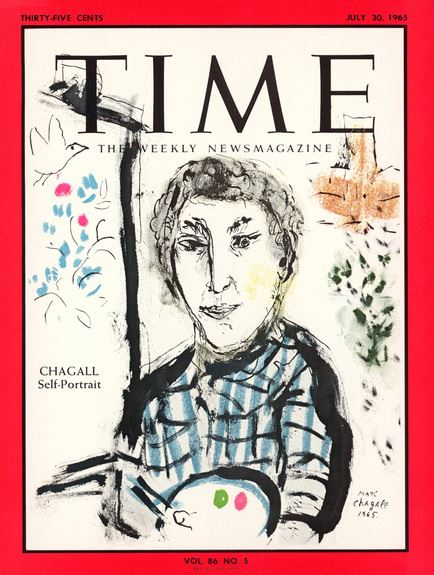 THIRTY-FIVE CENTS
JULY 30, 1965
TIME
THE WEEKLY NEWSMAGAZINE
CHAGALL
Self-Portrait
MARC
Chagall
1965
VOL. 86 NO. 5